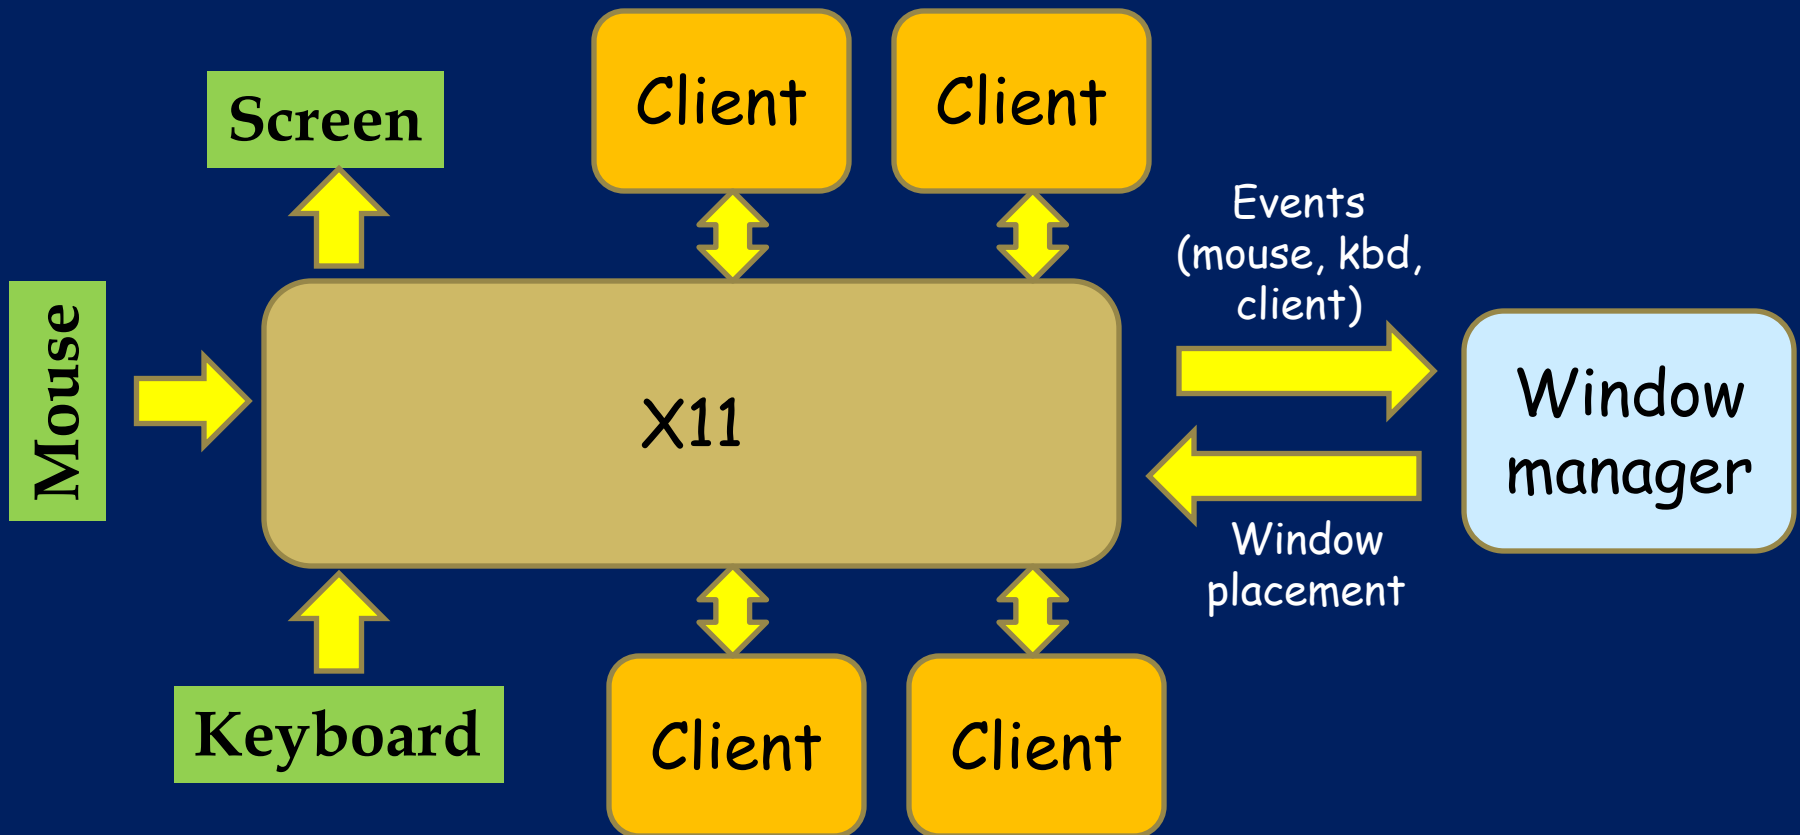 Client
Client
Screen
Events
(mouse, kbd,
client)
Mouse
X11
Window
manager
Window
placement
Keyboard
Client
Client